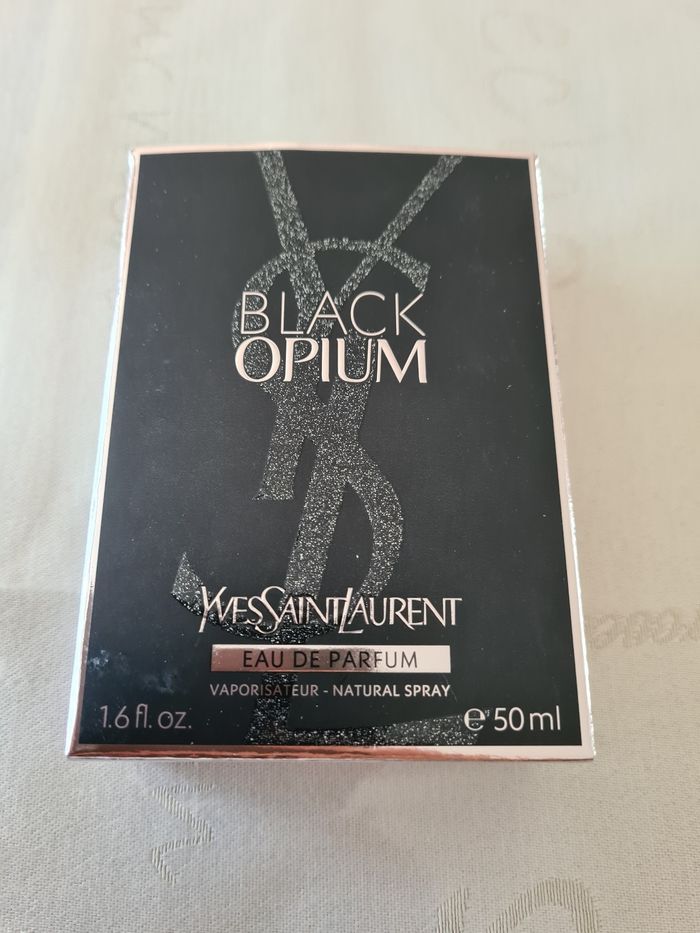 BLACK
OPIUM
YVESSAINTLAURENT
EAU DE PARFUM
VAPORISATEUR - NATURAL SPRAY
1.6 fl. oz. ℮ 50 ml